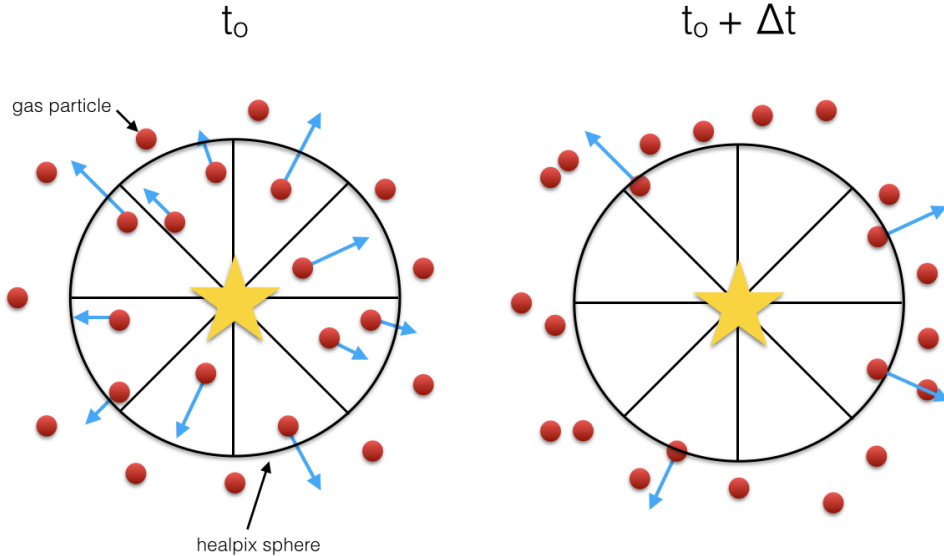 t₀
t₀ + Δt
gas particle
healpix sphere